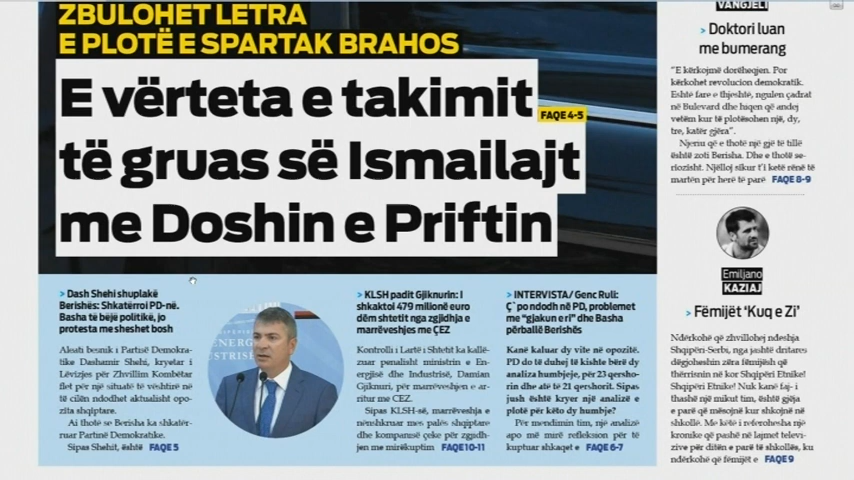 ZBULOHET LETRA
E PLOTË E SPARTAK BRAHOS
E vërteta e takimit
të gruas së Ismailajt
me Doshin e Priftin
FAQE 4-5
> Dash Shehi shuplakë
Berishës: Shkatërroi PD-në.
Basha të bëjë politikë, jo
protesta me sheshet bosh
Aleati besnik i Partisë Demokra-
tike Dashamir Shehi, kryetar i
Lëvizjes për Zhvillim Kombëtar
flet për një situatë të vështirë në
të cilën ndodhet aktualisht opo-
zita shqiptare.
Ai thotë se Berisha ka shkatër-
ruar Partinë Demokratike.
Sipas Shehit, është FAQE 5
> KLSH padit Gjiknurin: I
shkaktoi 479 milionë euro
dëm shtetit nga zgjidhja e
marrëveshjes me ÇEZ
Kontrolli i Lartë i Shtetit ka kallë-
zuar penalisht ministrin e En-
ergjisë dhe Industrisë, Damian
Gjiknuri, për marrëveshjen e ar-
ritur me CEZ.
Sipas KLSH-së, marrëveshja e
nënshkruar mes palës shqiptare
dhe kompanisë çeke për zgjidh-
jen me mirëkuptim FAQE 10-11
> INTERVISTA/ Genc Ruli:
Ç`po ndodh në PD, problemet
me "gjakun e ri" dhe Basha
përballë Berishës
Kanë kaluar dy vite në opozitë.
PD do të duhej të kishte bërë dy
analiza humbjeje, për 23 qersho-
rin dhe atë të 21 qershorit. Sipas
jush është kryer një analizë e
plotë për këto dy humbje?
Për mendimin tim, një analizë
apo më mirë refleksion për të
kuptuar shkaqet e FAQE 6-7
VANGJELI
> Doktori luan
me bumerang
"E kërkojmë dorëheqjen. Por
kërkohet revolucion demokratik.
Është fare e thjeshtë, ngulen çadrat
në Bulevard dhe hiqen që andej
vetëm kur të plotësohen një, dy,
tre, katër gjëra".
Njeriu që e thotë një gjë të tillë
është zoti Berisha. Dhe e thotë se-
riozisht. Njëlloj sikur t'i ketë rënë të
martën për herë të parë FAQE 8-9
Emiljano
KAZIAJ
> Fëmijët 'Kuq e Zi'
Ndërkohë që zhvillohej ndeshja
Shqipëri-Serbi, nga jashtë dritares
dëgjoheshin zëra fëmijësh që
thërrisnin në kor Shqipëri Etnike!
Shqipëri Etnike! Nuk kanë faj- i
thashë një mikut tim, është gjëja
e parë që mësojnë kur shkojnë në
shkollë. Me këtë i referohesha një
kronike që pashë në lajmet televi-
zive për ditën e parë të shkollës, ku
ndërkohë që fëmijët e FAQE 9